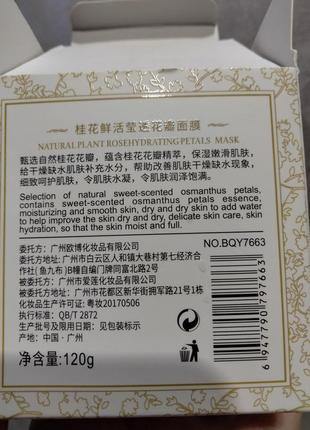 桂花鲜活莹透花瓣面膜
NATURAL PLANT ROSEHYDRATING PETALS MASK
甄选自然桂花花瓣，蕴含桂花花瓣精萃，保湿嫩滑肌肤，
给干燥缺水肌肤补充水分，帮助改善肌肤干燥缺水现象，
细致呵护肌肤，令肌肤水凝，令肌肤润泽饱满。
Selection of natural sweet-scented osmanthus petals,
contains sweet-scented osmanthus petals essence,
moisturizing and smooth skin, dry and dry skin to add water
to help improve the skin dry and dry, delicate skin care, skin
hydration, so that the skin moist and full.
委托方：广州欧博化妆品有限公司
NO.BQY7663
委托方地址：广州市白云区人和镇大巷村第七经济合
作社(鱼九布)B幢自编门牌同富北路2号
被委托方：广州市爱莲化妆品有限公司
被委托方地址：广州市花都区新华街拥军路21号
化妆品生产许可证：粤妆20170506
执行标准：QB/T 2872
生产批号及限期日期：见包装标示
产地：中国·广州
净含量:120g
6947790797663